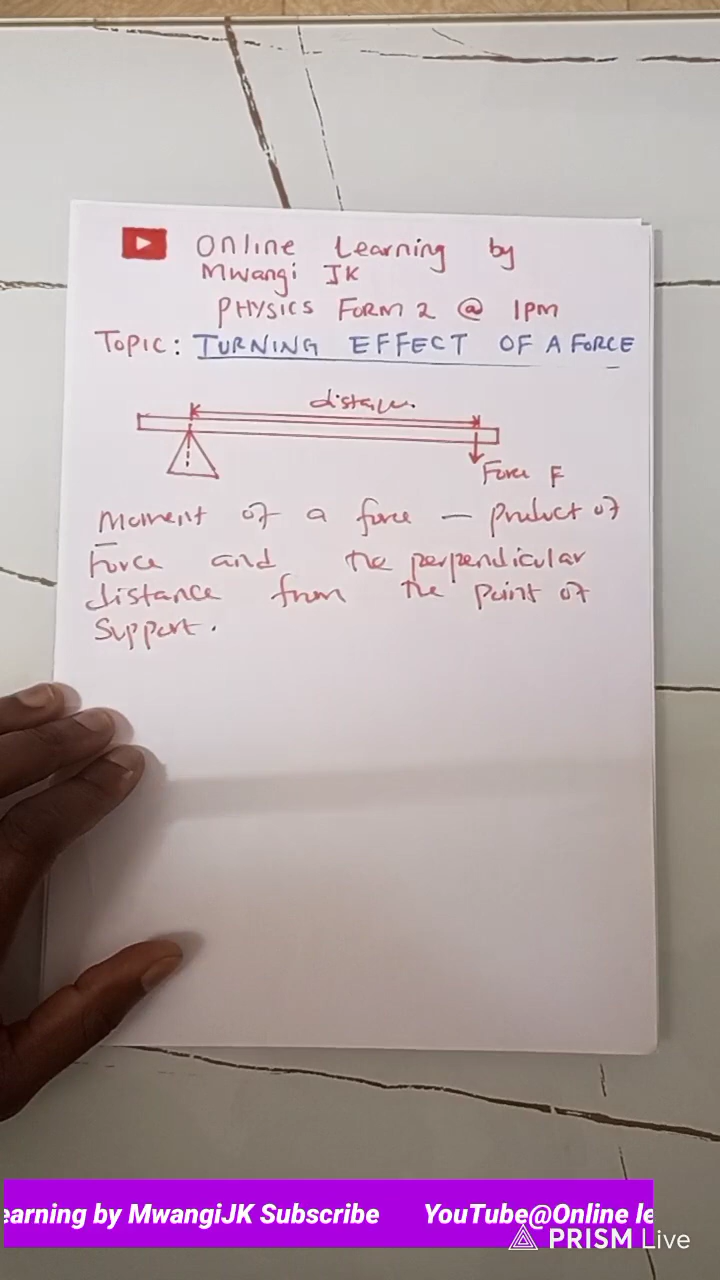 Online Learning by
Mwangi JK
PHYSICS FORM 2 @ 1PM
TOPIC: TURNING EFFECT OF A FORCE
distance.
Force F
Moment of a force – product of
Force and the perpendicular
distance from the point of
Support.
earning by MwangiJK Subscribe YouTube@Online le
PRISM Live